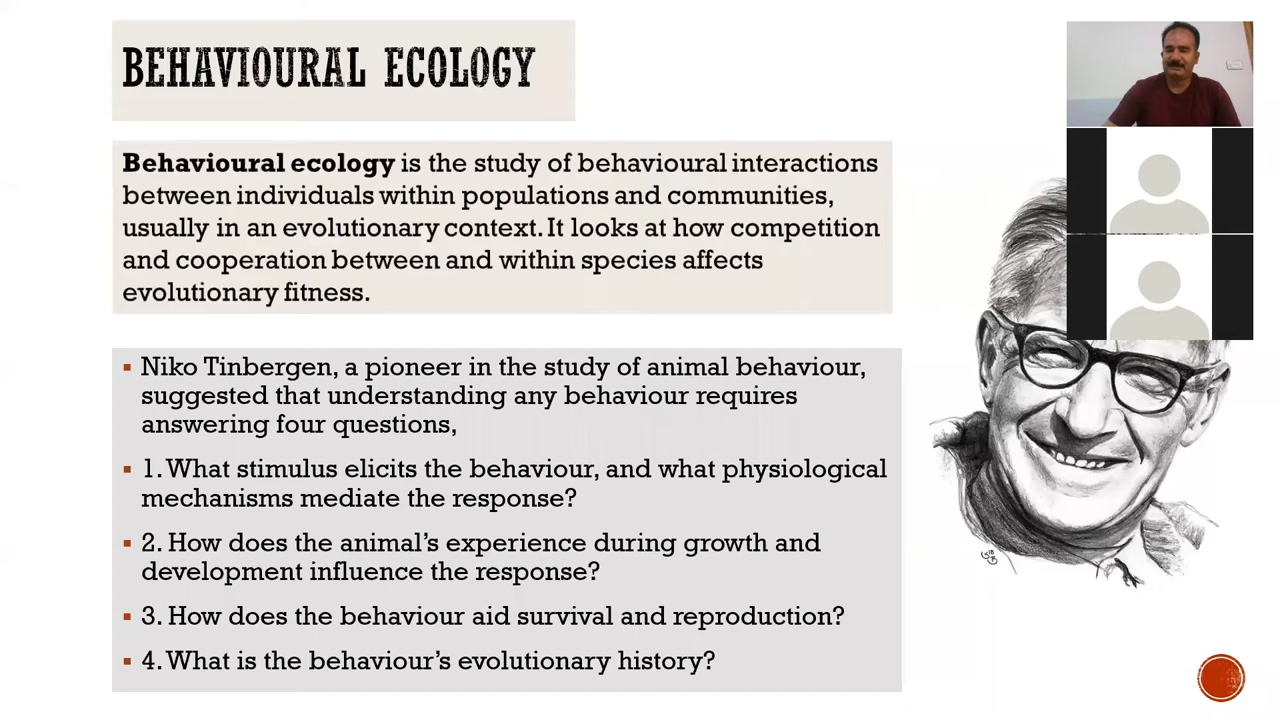 BEHAVIOURAL ECOLOGY
Behavioural ecology is the study of behavioural interactions
between individuals within populations and communities,
usually in an evolutionary context. It looks at how competition
and cooperation between and within species affects
evolutionary fitness.
▪ Niko Tinbergen, a pioneer in the study of animal behaviour,
suggested that understanding any behaviour requires
answering four questions,
▪ 1. What stimulus elicits the behaviour, and what physiological
mechanisms mediate the response?
▪ 2. How does the animal's experience during growth and
development influence the response?
▪ 3. How does the behaviour aid survival and reproduction?
▪ 4. What is the behaviour's evolutionary history?